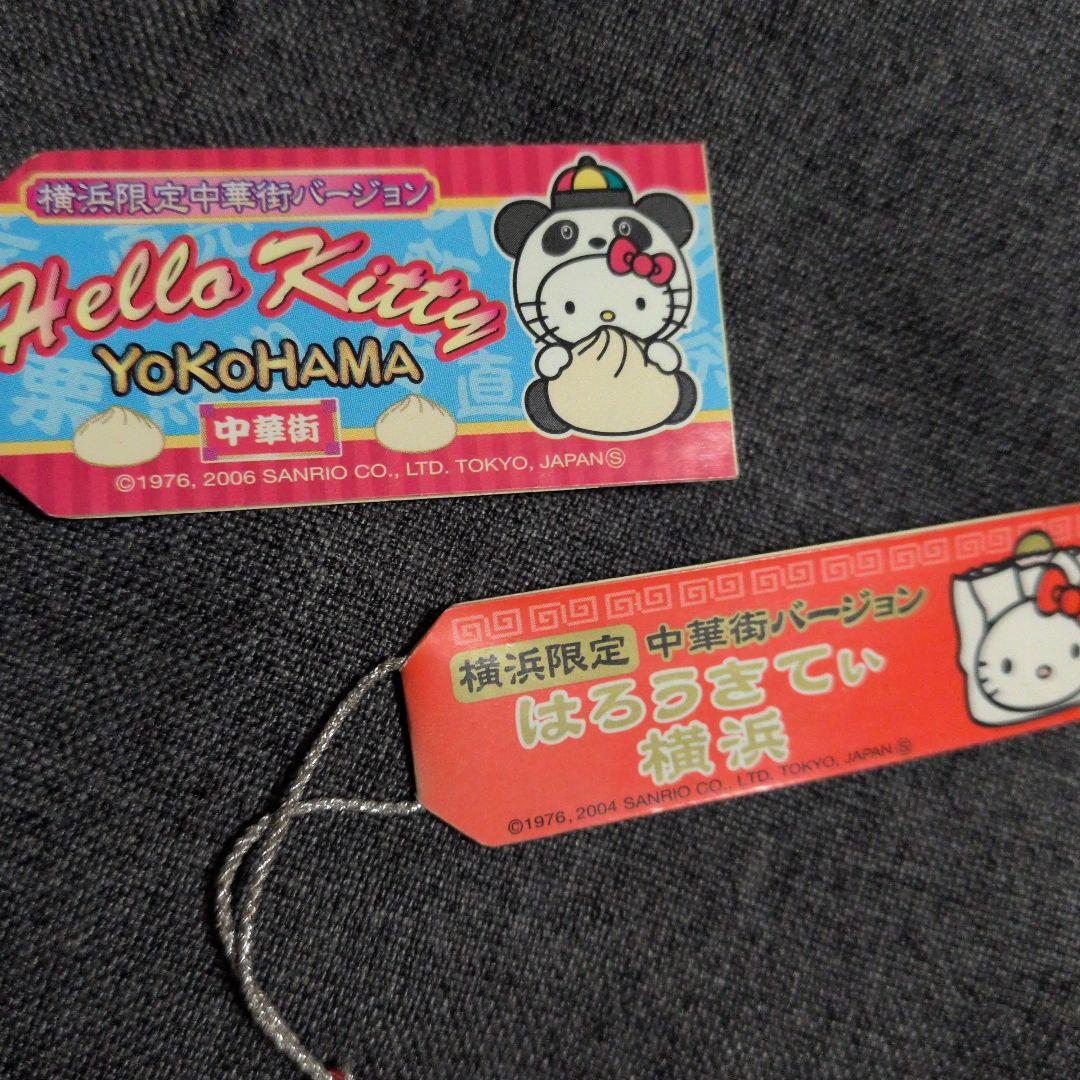 横浜限定中華街バージョン
Hello Kitty
YOKOHAMA
中華街
©1976, 2006 SANRIO CO., LTD. TOKYO, JAPANⓈ
横浜限定 中華街バージョン
はろうきてぃ
横浜
©1976, 2004 SANRIO CO., LTD. TOKYO, JAPANⓈ